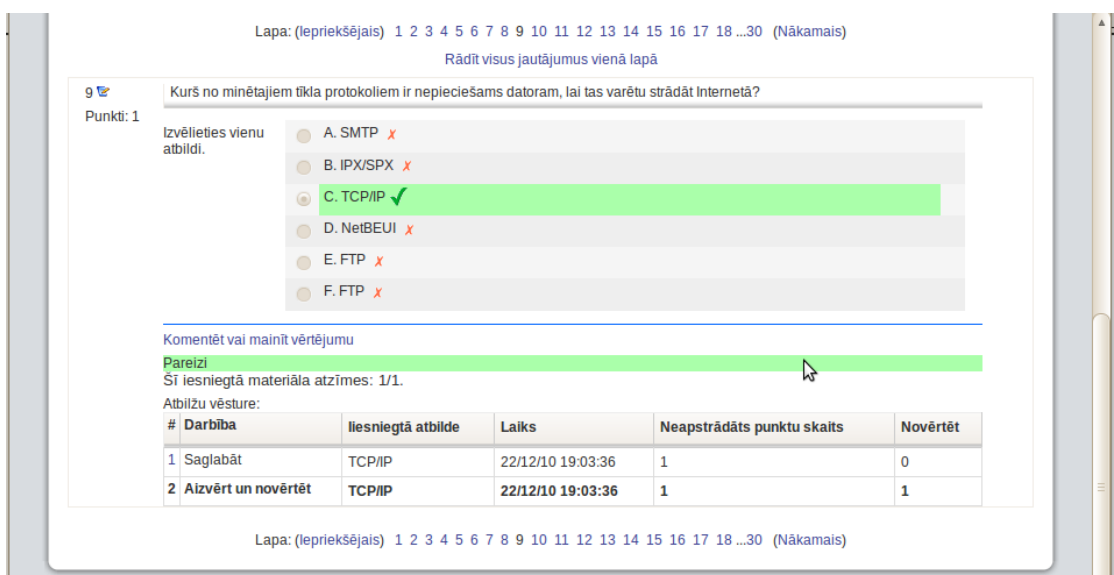 Lapa: (Iepriekšējais) 1 2 3 4 5 6 7 8 9 10 11 12 13 14 15 16 17 18 ...30 (Nākamais)
Rādīt visus jautājumus vienā lapā
9
Kurš no minētajiem tīkla protokoliem ir nepieciešams datoram, lai tas varētu strādāt Internetā?
Punkti: 1
Izvēlieties vienu
atbildi.
A. SMTP ✗
B. IPX/SPX ✗
C. TCP/IP ✓
D. NetBEUI ✗
E. FTP ✗
F. FTP ✗
Komentēt vai mainīt vērtējumu
Pareizi
Šī iesniegtā materiāla atzīmes: 1/1.
Atbilžu vēsture:
# Darbība Iiesniegtā atbilde Laiks Neapstrādāts punktu skaits Novērtēt
1 Saglabāt TCP/IP 22/12/10 19:03:36 1 0
2 Aizvērt un novērtēt TCP/IP 22/12/10 19:03:36 1 1
Lapa: (Iepriekšējais) 1 2 3 4 5 6 7 8 9 10 11 12 13 14 15 16 17 18 ...30 (Nākamais)